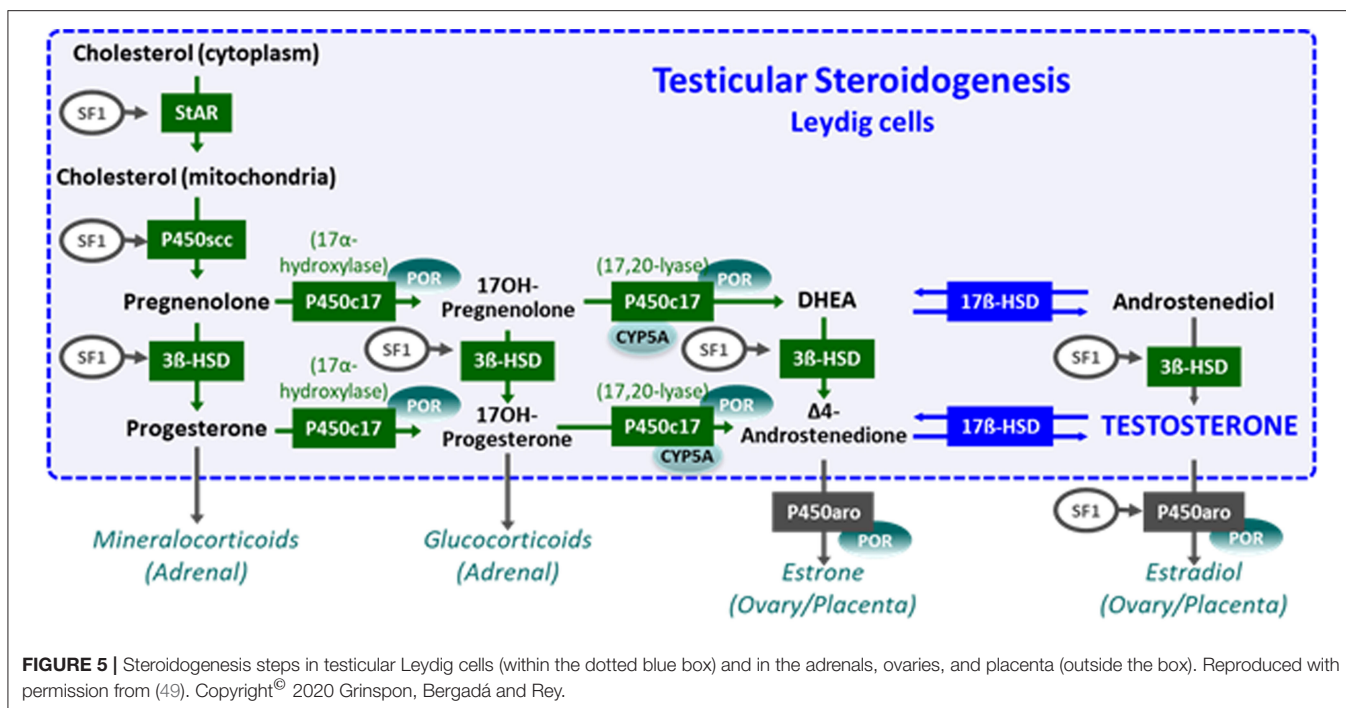 Cholesterol (cytoplasm)
Testicular Steroidogenesis
Leydig cells
SF1
StAR
Cholesterol (mitochondria)
SF1
P450scc
(17α-
hydroxylase)
POR
17OH-
Pregnenolone
(17,20-lyase)
POR
Pregnenolone
P450c17
P450c17
CYP5A
DHEA
17ß-HSD
Androstenediol
SF1
3ß-HSD
SF1
3ß-HSD
SF1
3ß-HSD
SF1
3ß-HSD
(17α-
hydroxylase)
POR
17OH-
Progesterone
(17,20-lyase)
POR
Δ4-
Androstenedione
Progesterone
P450c17
P450c17
CYP5A
17ß-HSD
TESTOSTERONE
P450aro
POR
SF1
P450aro
POR
Mineralocorticoids
(Adrenal)
Glucocorticoids
(Adrenal)
Estrone
(Ovary/Placenta)
Estradiol
(Ovary/Placenta)
FIGURE 5 | Steroidogenesis steps in testicular Leydig cells (within the dotted blue box) and in the adrenals, ovaries, and placenta (outside the box). Reproduced with
permission from (49). Copyright© 2020 Grinspon, Bergadá and Rey.